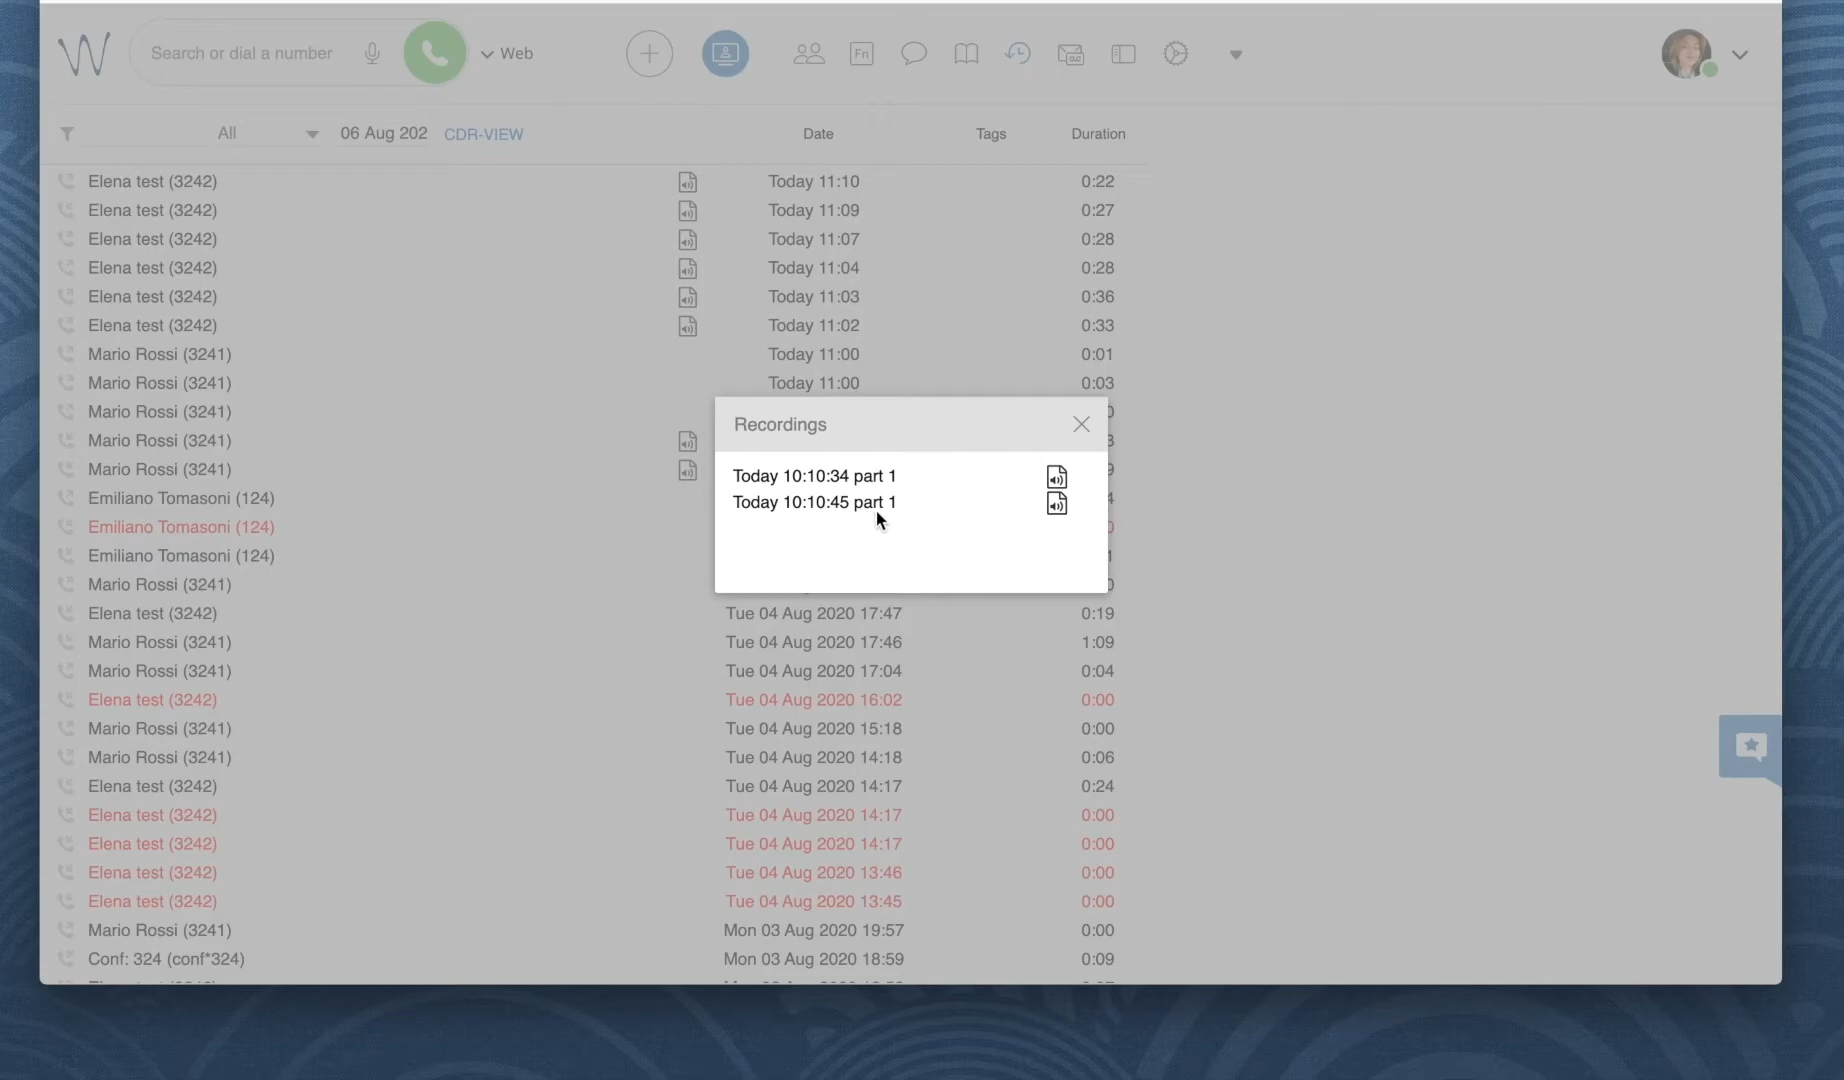 Search or dial a number Web Fn
All 06 Aug 202 CDR-VIEW Date Tags Duration
Elena test (3242) Today 11:10 0:22
Elena test (3242) Today 11:09 0:27
Elena test (3242) Today 11:07 0:28
Elena test (3242) Today 11:04 0:28
Elena test (3242) Today 11:03 0:36
Elena test (3242) Today 11:02 0:33
Mario Rossi (3241) Today 11:00 0:01
Mario Rossi (3241) Today 11:00 0:03
Mario Rossi (3241)
Mario Rossi (3241)
Mario Rossi (3241)
Emiliano Tomasoni (124)
Emiliano Tomasoni (124)
Emiliano Tomasoni (124)
Mario Rossi (3241)
Recordings
Today 10:10:34 part 1
Today 10:10:45 part 1
Elena test (3242) Tue 04 Aug 2020 17:47 0:19
Mario Rossi (3241) Tue 04 Aug 2020 17:46 1:09
Mario Rossi (3241) Tue 04 Aug 2020 17:04 0:04
Elena test (3242) Tue 04 Aug 2020 16:02 0:00
Mario Rossi (3241) Tue 04 Aug 2020 15:18 0:00
Mario Rossi (3241) Tue 04 Aug 2020 14:18 0:06
Elena test (3242) Tue 04 Aug 2020 14:17 0:24
Elena test (3242) Tue 04 Aug 2020 14:17 0:00
Elena test (3242) Tue 04 Aug 2020 14:17 0:00
Elena test (3242) Tue 04 Aug 2020 13:46 0:00
Elena test (3242) Tue 04 Aug 2020 13:45 0:00
Mario Rossi (3241) Mon 03 Aug 2020 19:57 0:00
Conf: 324 (conf*324) Mon 03 Aug 2020 18:59 0:09